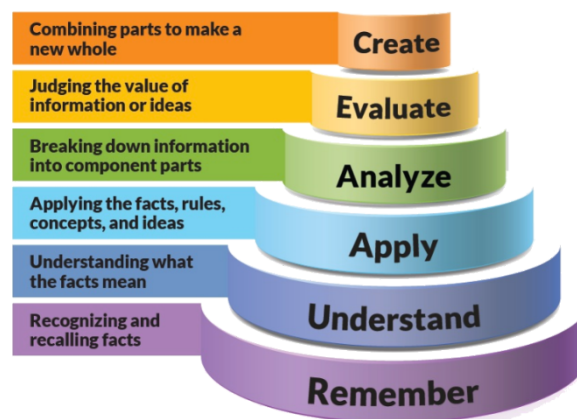 Combining parts to make a
new whole
Create
Judging the value of
information or ideas
Evaluate
Breaking down information
into component parts
Analyze
Applying the facts, rules,
concepts, and ideas
Apply
Understanding what
the facts mean
Understand
Recognizing and
recalling facts
Remember